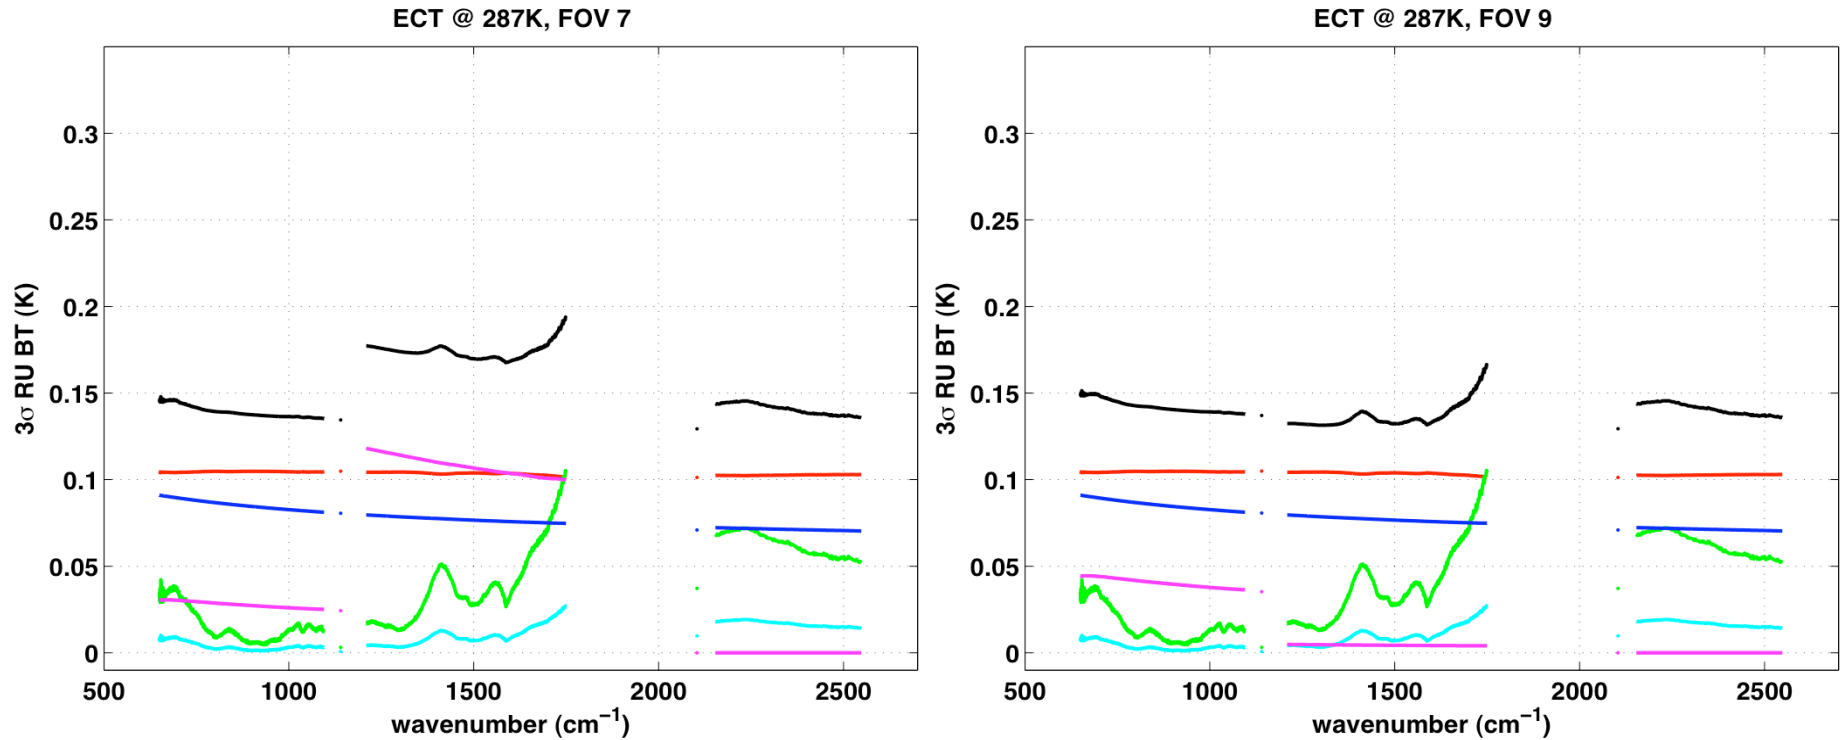 ECT @ 287K, FOV 7
3σ RU BT (K)
0.3
0.25
0.2
0.15
0.1
0.05
0
500 1000 1500 2000 2500
wavenumber (cm⁻¹)
ECT @ 287K, FOV 9
3σ RU BT (K)
0.3
0.25
0.2
0.15
0.1
0.05
0
500 1000 1500 2000 2500
wavenumber (cm⁻¹)